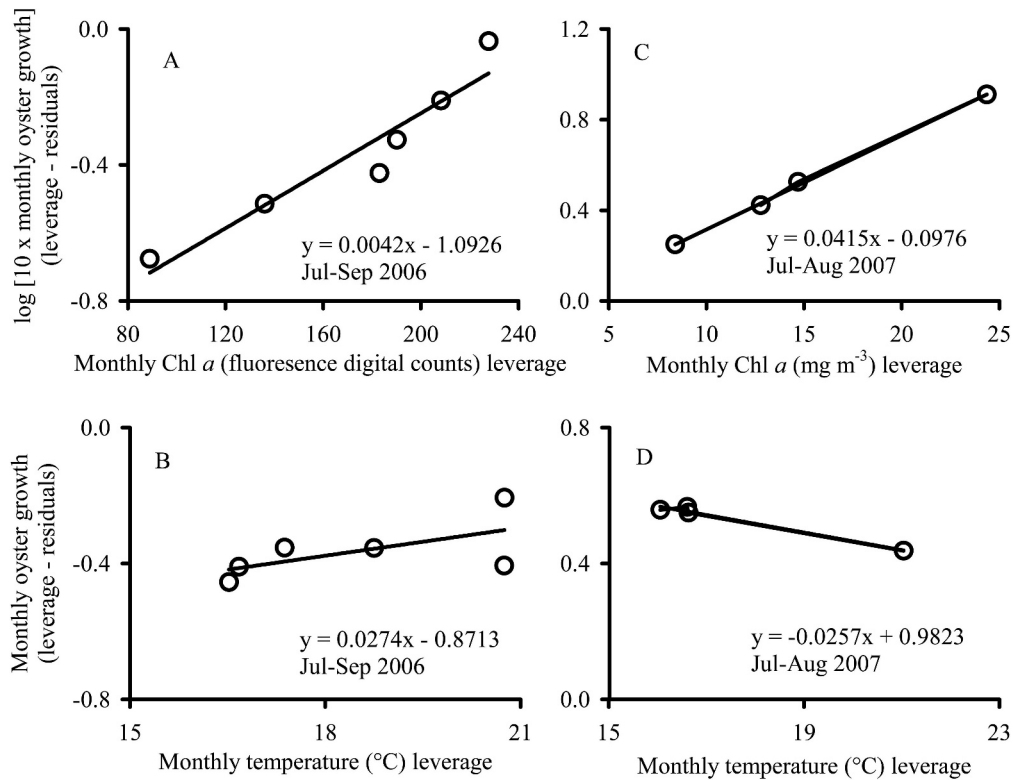 log [10 x monthly oyster growth]
(leverage - residuals)
0.0
-0.4
-0.8
A
y = 0.0042x - 1.0926
Jul-Sep 2006
80 120 160 200 240
Monthly Chl a (fluoresence digital counts) leverage
1.2
0.8
0.4
0.0
C
y = 0.0415x - 0.0976
Jul-Aug 2007
5 10 15 20 25
Monthly Chl a (mg m-3) leverage
Monthly oyster growth
(leverage - residuals)
0.0
-0.4
-0.8
B
y = 0.0274x - 0.8713
Jul-Sep 2006
15 18 21
Monthly temperature (°C) leverage
0.8
0.4
0.0
D
y = -0.0257x + 0.9823
Jul-Aug 2007
15 19 23
Monthly temperature (°C) leverage